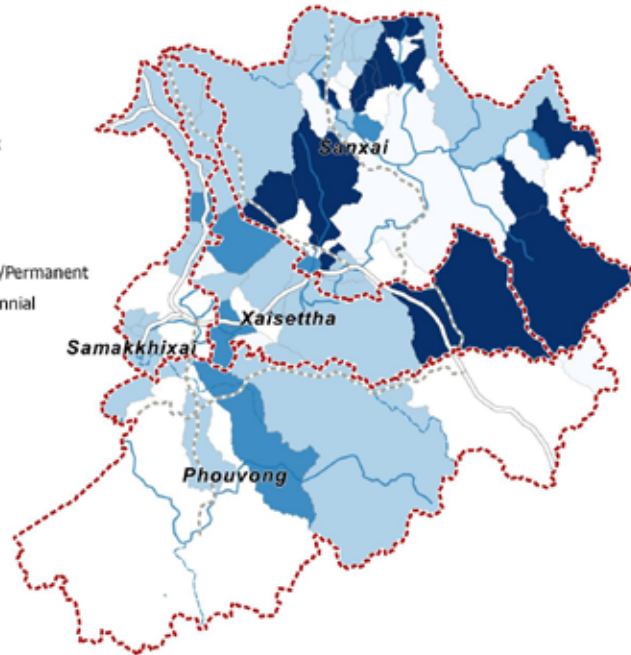 Sanxai
/Permanent
nnial
Xaisettha
Samakkhixai
Phouvong